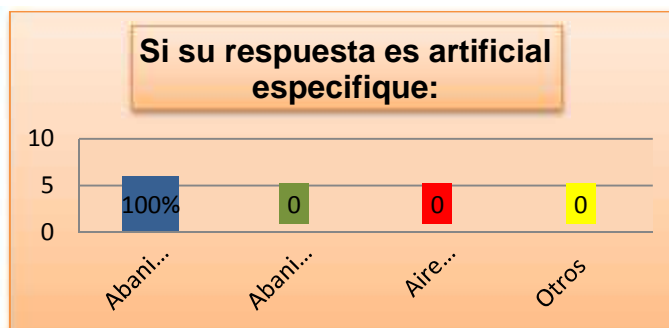 Si su respuesta es artificial
especifique:
10
5
0
100%
0
0
0
Abani...
Abani...
Aire...
Otros